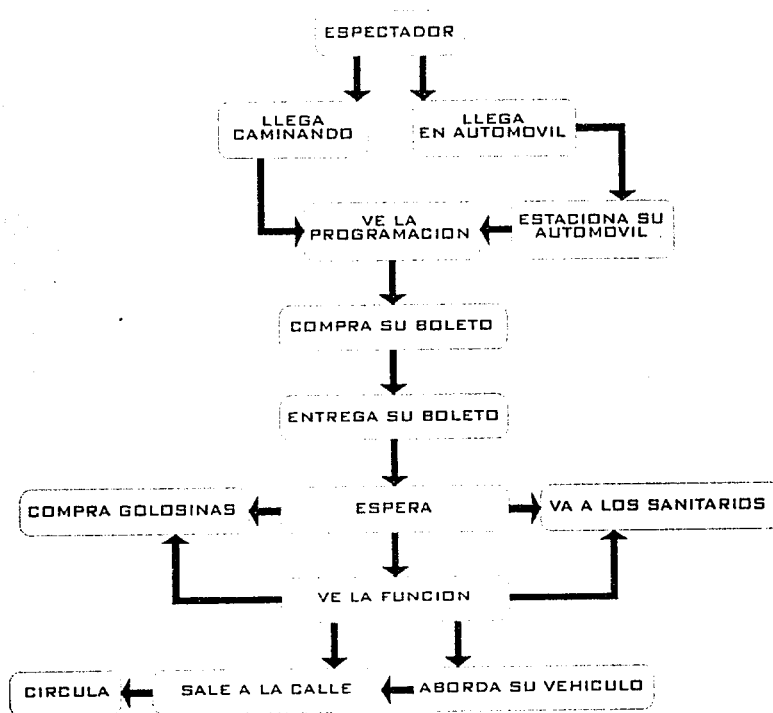 ESPECTADOR
LLEGA
CAMINANDO
LLEGA
EN AUTOMOVIL
VE LA
PROGRAMACION
ESTACIONA SU
AUTOMOVIL
COMPRA SU BOLETO
ENTREGA SU BOLETO
COMPRA GOLOSINAS
ESPERA
VA A LOS SANITARIOS
VE LA FUNCION
CIRCULA
SALE A LA CALLE
ABORDA SU VEHICULO